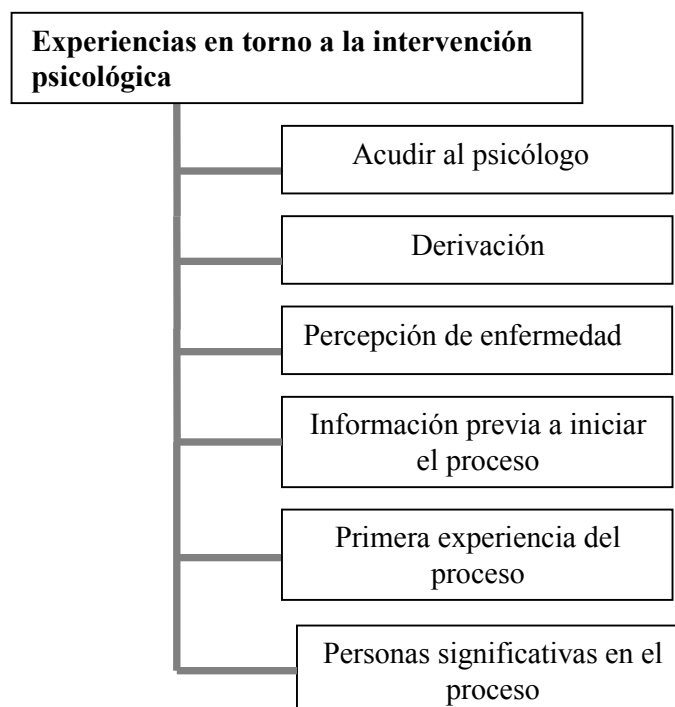 Experiencias en torno a la intervención
psicológica
Acudir al psicólogo
Derivación
Percepción de enfermedad
Información previa a iniciar
el proceso
Primera experiencia del
proceso
Personas significativas en el
proceso